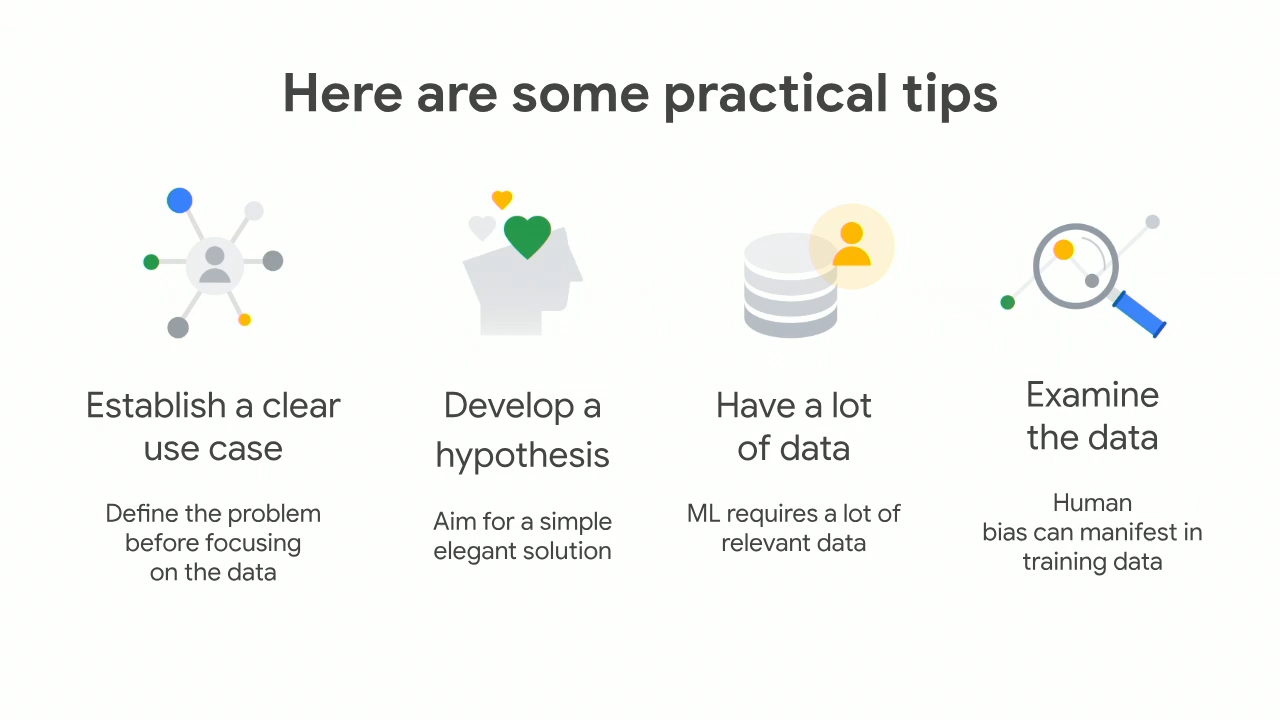 Here are some practical tips
Establish a clear
use case
Define the problem
before focusing
on the data
Develop a
hypothesis
Aim for a simple
elegant solution
Have a lot
of data
ML requires a lot of
relevant data
Examine
the data
Human
bias can manifest in
training data